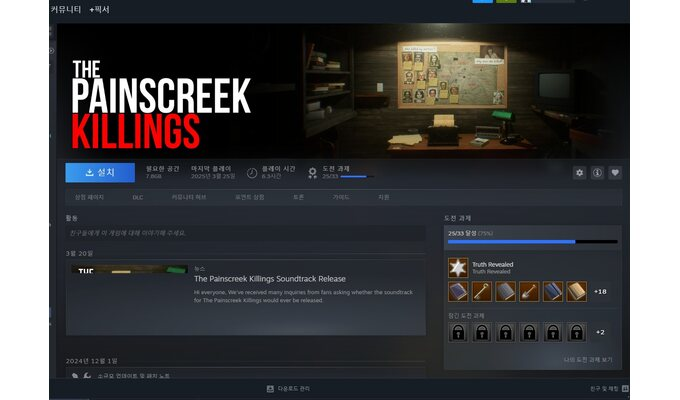 커뮤니티 +찍서
THE
PAINSCREEK
KILLINGS
설치
필요한 공간
7.8GB
마지막 플레이
2025년 3월 25일
플레이 시간
8.3시간
도전 과제
25/33
상점 페이지 DLC 커뮤니티 허브 포인트 상점 토론 가이드 지원
활동
친구들에게 이 게임에 대해 이야기해 주세요.
3월 20일
THE
뉴스
The Painscreek Killings Soundtrack Release
Hi everyone, We've received many inquiries from fans asking whether the soundtrack
for The Painscreek Killings would ever be released.
2024년 12월 1일
소규모 업데이트 및 패치 노트
도전 과제
25/33 달성 (75%)
Truth Revealed
Truth Revealed
+18
잠긴 도전 과제
+2
나의 도전 과제 보기
다운로드 관리
친구 및 채팅